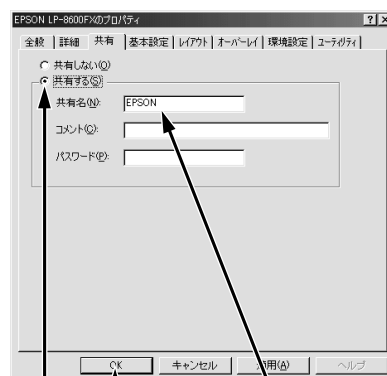 EPSON LP-8600FXのプロパティ
全般 詳細 共有 基本設定 レイアウト オーバーレイ 環境設定 ユーティリティ
共有しない(O)
共有する(S)
共有名(N): EPSON
コメント(C):
パスワード(P):
OK キャンセル 適用(A) ヘルプ